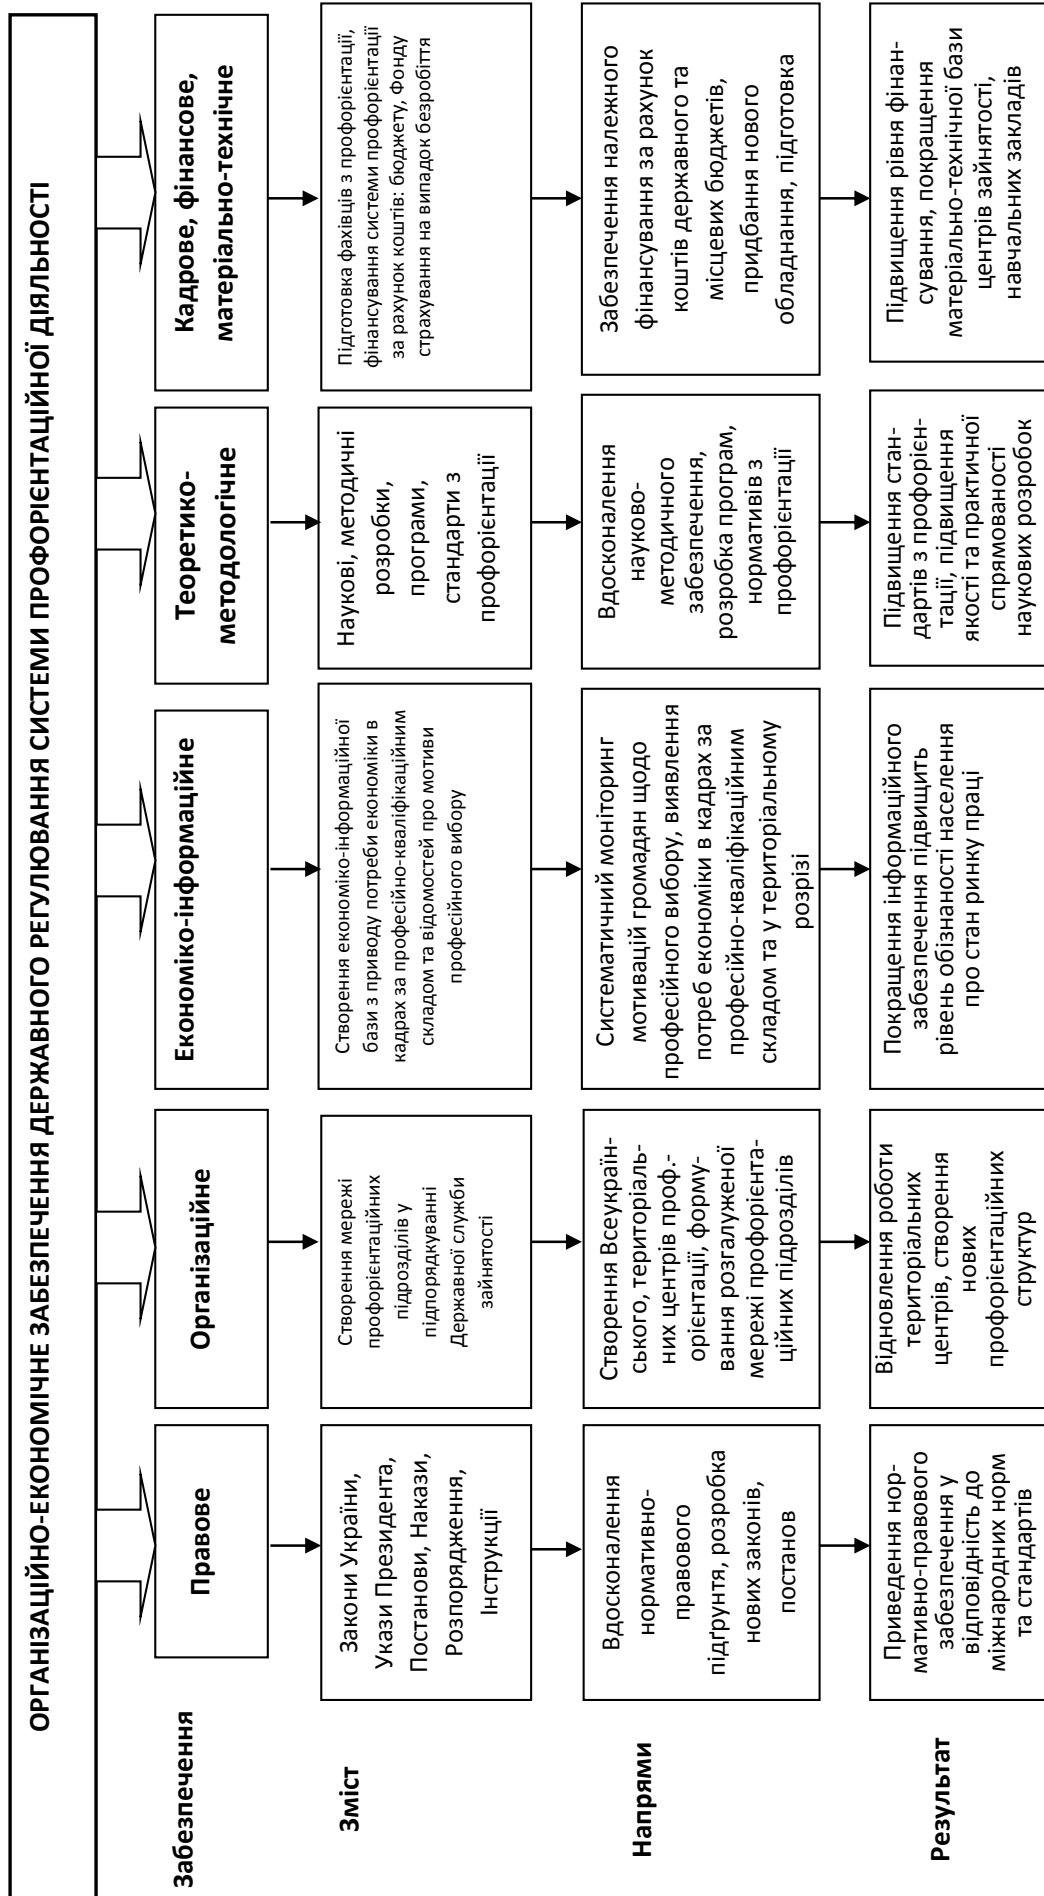 ОРГАНІЗАЦІЙНО-ЕКОНОМІЧНЕ ЗАБЕЗПЕЧЕННЯ ДЕРЖАВНОГО РЕГУЛЮВАННЯ СИСТЕМИ ПРОФОРІЄНТАЦІЙНОЇ ДІЯЛЬНОСТІ
Забезпечення
Правове
Організаційне
Економіко-інформаційне
Теоретико-
методологічне
Кадрове, фінансове,
матеріально-технічне
Зміст
Закони України,
Укази Президента,
Постанови, Накази,
Розпорядження,
Інструкції
Створення мережі
профорієнтаційних
підрозділів у
підпорядкуванні
Державної служби
зайнятості
Створення економіко-інформаційної
бази з приводу потреби економіки в
кадрах за професійно-кваліфікаційним
складом та відомостей про мотиви
професійного вибору
Наукові, методичні
розробки,
програми,
стандарти з
профорієнтації
Підготовка фахівців з профорієнтації,
фінансування системи профорієнтації
за рахунок коштів: бюджету, Фонду
страхування на випадок безробіття
Напрями
Вдосконалення
нормативно-
правового
підґрунтя, розробка
нових законів,
постанов
Створення Всеукраїн-
ського, територіаль-
них центрів проф.-
орієнтації, форму-
вання розгалуженої
мережі профорієнта-
ційних підрозділів
Систематичний моніторинг
мотивацій громадян щодо
професійного вибору, виявлення
потреб економіки в кадрах за
професійно-кваліфікаційним
складом та у територіальному
розрізі
Вдосконалення
науково-
методичного
забезпечення,
розробка програм,
нормативів з
профорієнтації
Забезпечення належного
фінансування за рахунок
коштів державного та
місцевих бюджетів,
придбання нового
обладнання, підготовка
Результат
Приведення нор-
мативно-правового
забезпечення у
відповідність до
міжнародних норм
та стандартів
Відновлення роботи
територіальних
центрів, створення
нових
профорієнтаційних
структур
Покращення інформаційного
забезпечення підвищить
рівень обізнаності населення
про стан ринку праці
Підвищення стан-
дартів з профорієн-
тації, підвищення
якості та практичної
спрямованості
наукових розробок
Підвищення рівня фінан-
сування, покращення
матеріально-технічної бази
центрів зайнятості,
навчальних закладів